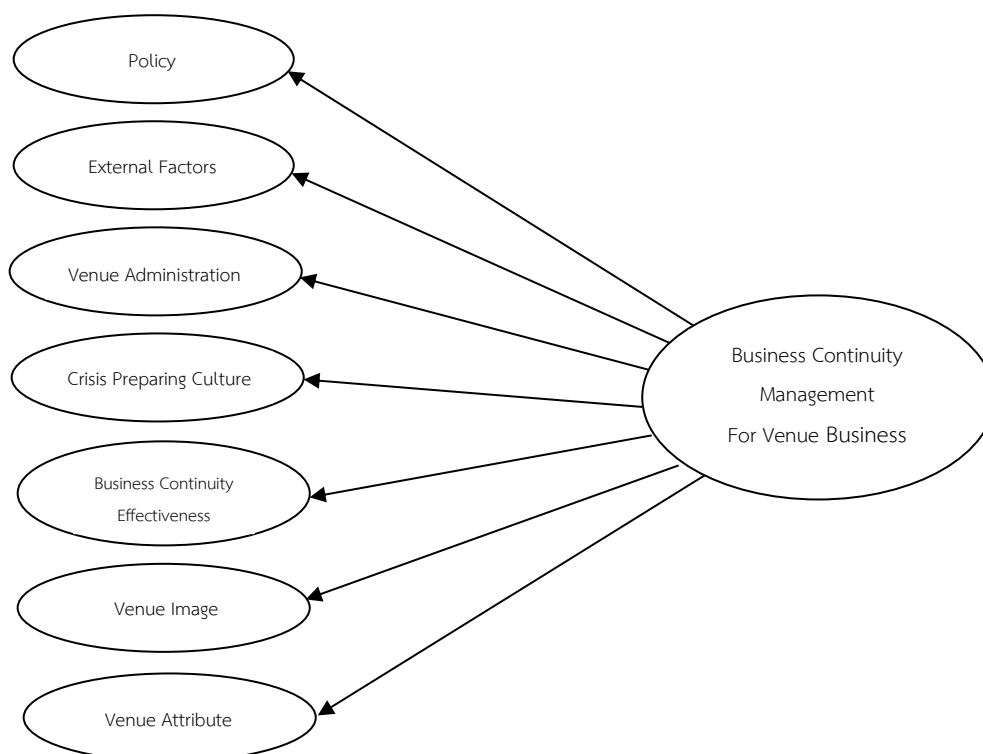 Policy
External Factors
Venue Administration
Crisis Preparing Culture
Business Continuity
Effectiveness
Venue Image
Venue Attribute
Business Continuity
Management
For Venue Business